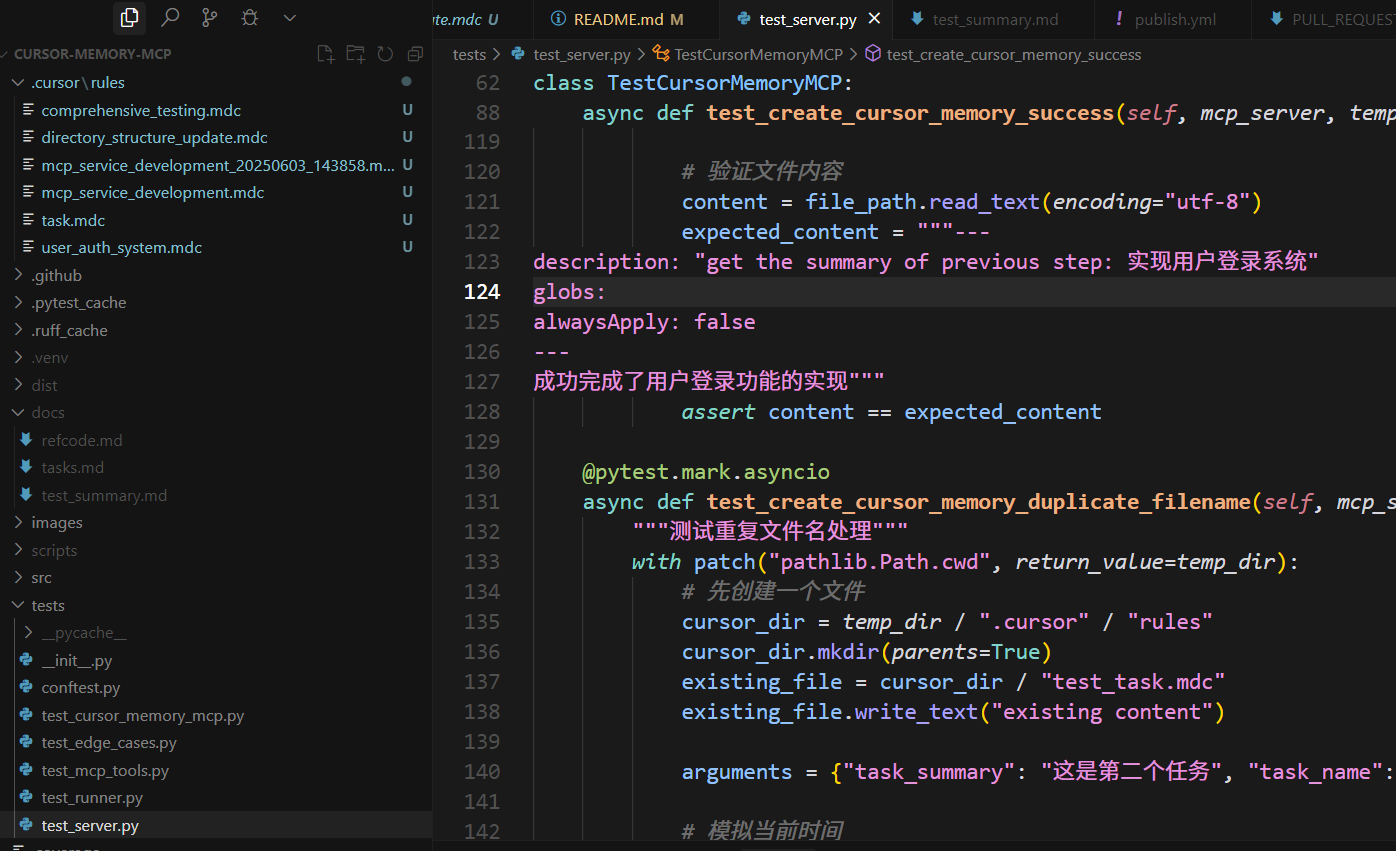 ate.mdc U
README.md M
test_server.py
test_summary.md
publish.yml
PULL_REQUES
CURSOR-MEMORY-MCP
.cursor\rules
comprehensive_testing.mdc U
directory_structure_update.mdc U
mcp_service_development_20250603_143858.m... U
mcp_service_development.mdc U
task.mdc U
user_auth_system.mdc U
.github
.pytest_cache
.ruff_cache
.venv
dist
docs
refcode.md
tasks.md
test_summary.md
images
scripts
src
tests
__pycache__
__init__.py
conftest.py
test_cursor_memory_mcp.py
test_edge_cases.py
test_mcp_tools.py
test_runner.py
test_server.py
tests > test_server.py > TestCursorMemoryMCP > test_create_cursor_memory_success
62 class TestCursorMemoryMCP:
88 async def test_create_cursor_memory_success(self, mcp_server, temp
119
120 # 验证文件内容
121 content = file_path.read_text(encoding="utf-8")
122 expected_content = """---
123 description: "get the summary of previous step: 实现用户登录系统"
124 globs:
125 alwaysApply: false
126 ---
127 成功完成了用户登录功能的实现"""
128 assert content == expected_content
129
130 @pytest.mark.asyncio
131 async def test_create_cursor_memory_duplicate_filename(self, mcp_s
132 """测试重复文件名处理"""
133 with patch("pathlib.Path.cwd", return_value=temp_dir):
134 # 先创建一个文件
135 cursor_dir = temp_dir / ".cursor" / "rules"
136 cursor_dir.mkdir(parents=True)
137 existing_file = cursor_dir / "test_task.mdc"
138 existing_file.write_text("existing content")
139
140 arguments = {"task_summary": "这是第二个任务", "task_name":
141
142 # 模拟当前时间